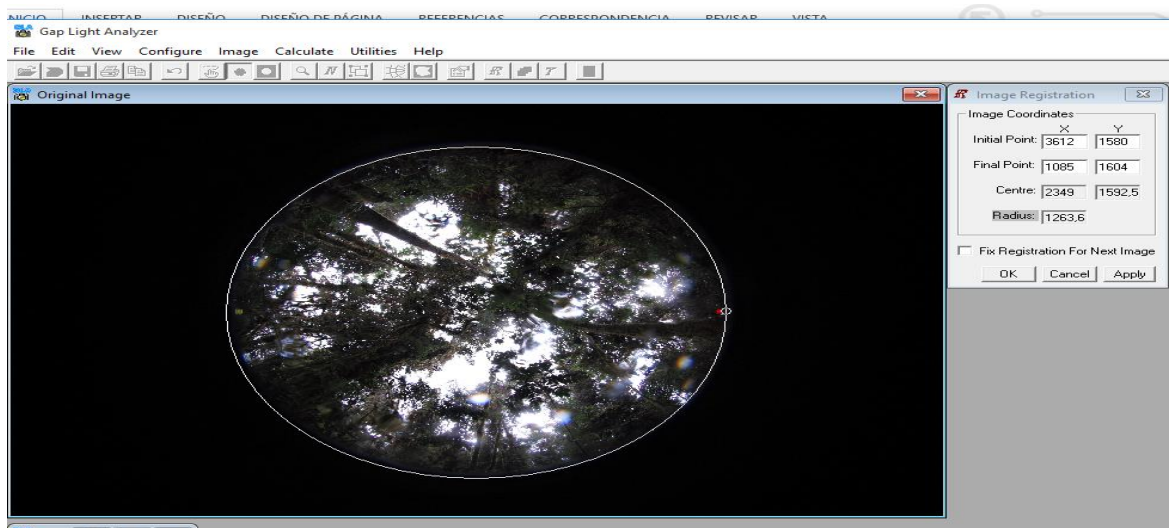 INICIO INSERTAR DISEÑO DISEÑO DE PÁGINA REFERENCIAS CORRESPONDENCIA REVISAR VISTA
Gap Light Analyzer
File Edit View Configure Image Calculate Utilities Help
Original Image
Image Registration
Image Coordinates
X Y
Initial Point: 3612 1580
Final Point: 1085 1604
Centre: 2349 1592,5
Radius: 1263,6
Fix Registration For Next Image
OK Cancel Apply